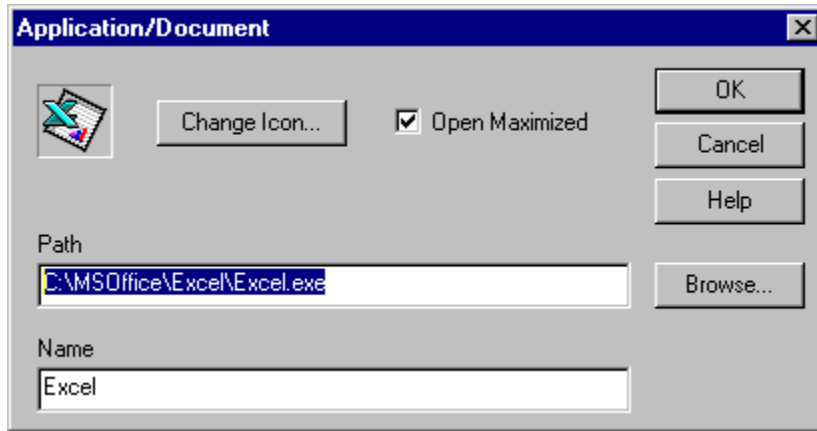 Application/Document
Change Icon...
Open Maximized
OK
Cancel
Help
Path
C:\MSOffice\Excel\Excel.exe
Browse...
Name
Excel